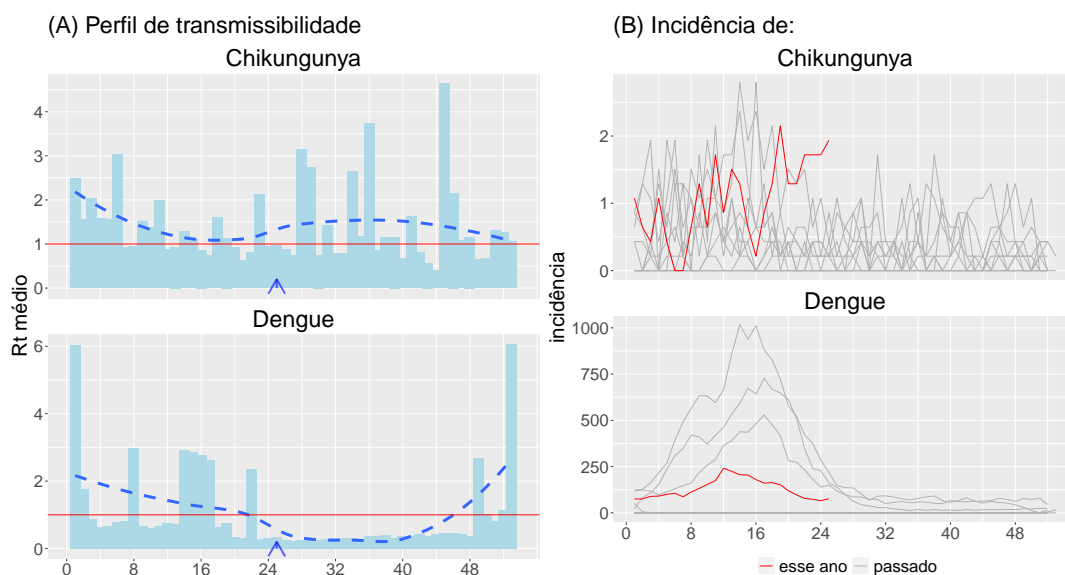 (A) Perfil de transmissibilidade
Chikungunya
4
3
2
1
0
Dengue
6
4
2
0
0 8 16 24 32 40 48
Rt médio
(B) Incidência de:
Chikungunya
2
1
0
Dengue
1000
750
500
250
0
0 8 16 24 32 40 48
incidência
esse ano passado